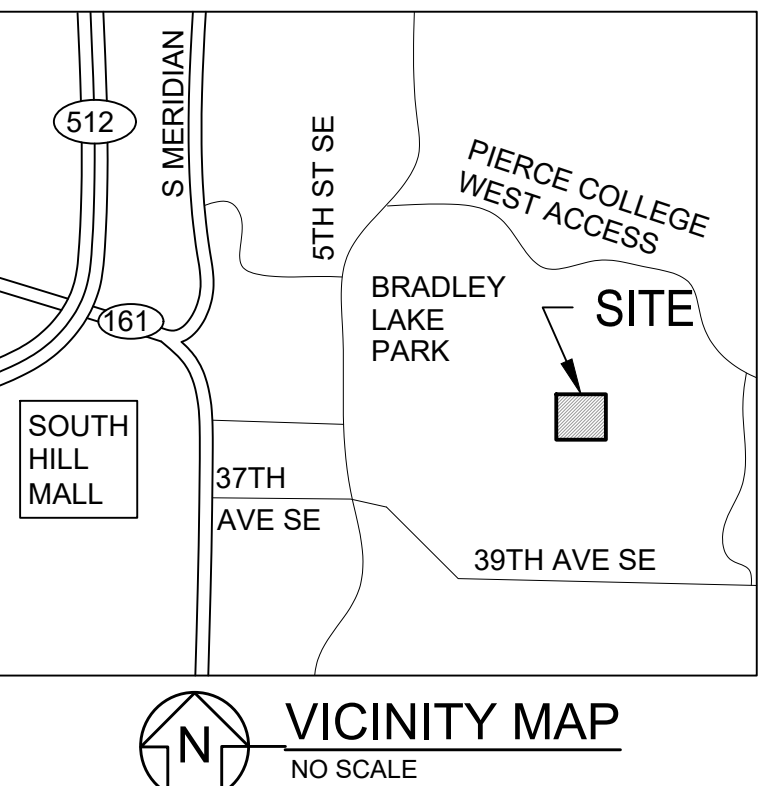 512
S MERIDIAN
5TH ST SE
PIERCE COLLEGE
WEST ACCESS
BRADLEY
LAKE
PARK
SITE
161
SOUTH
HILL
MALL
37TH
AVE SE
39TH AVE SE
N
VICINITY MAP
NO SCALE